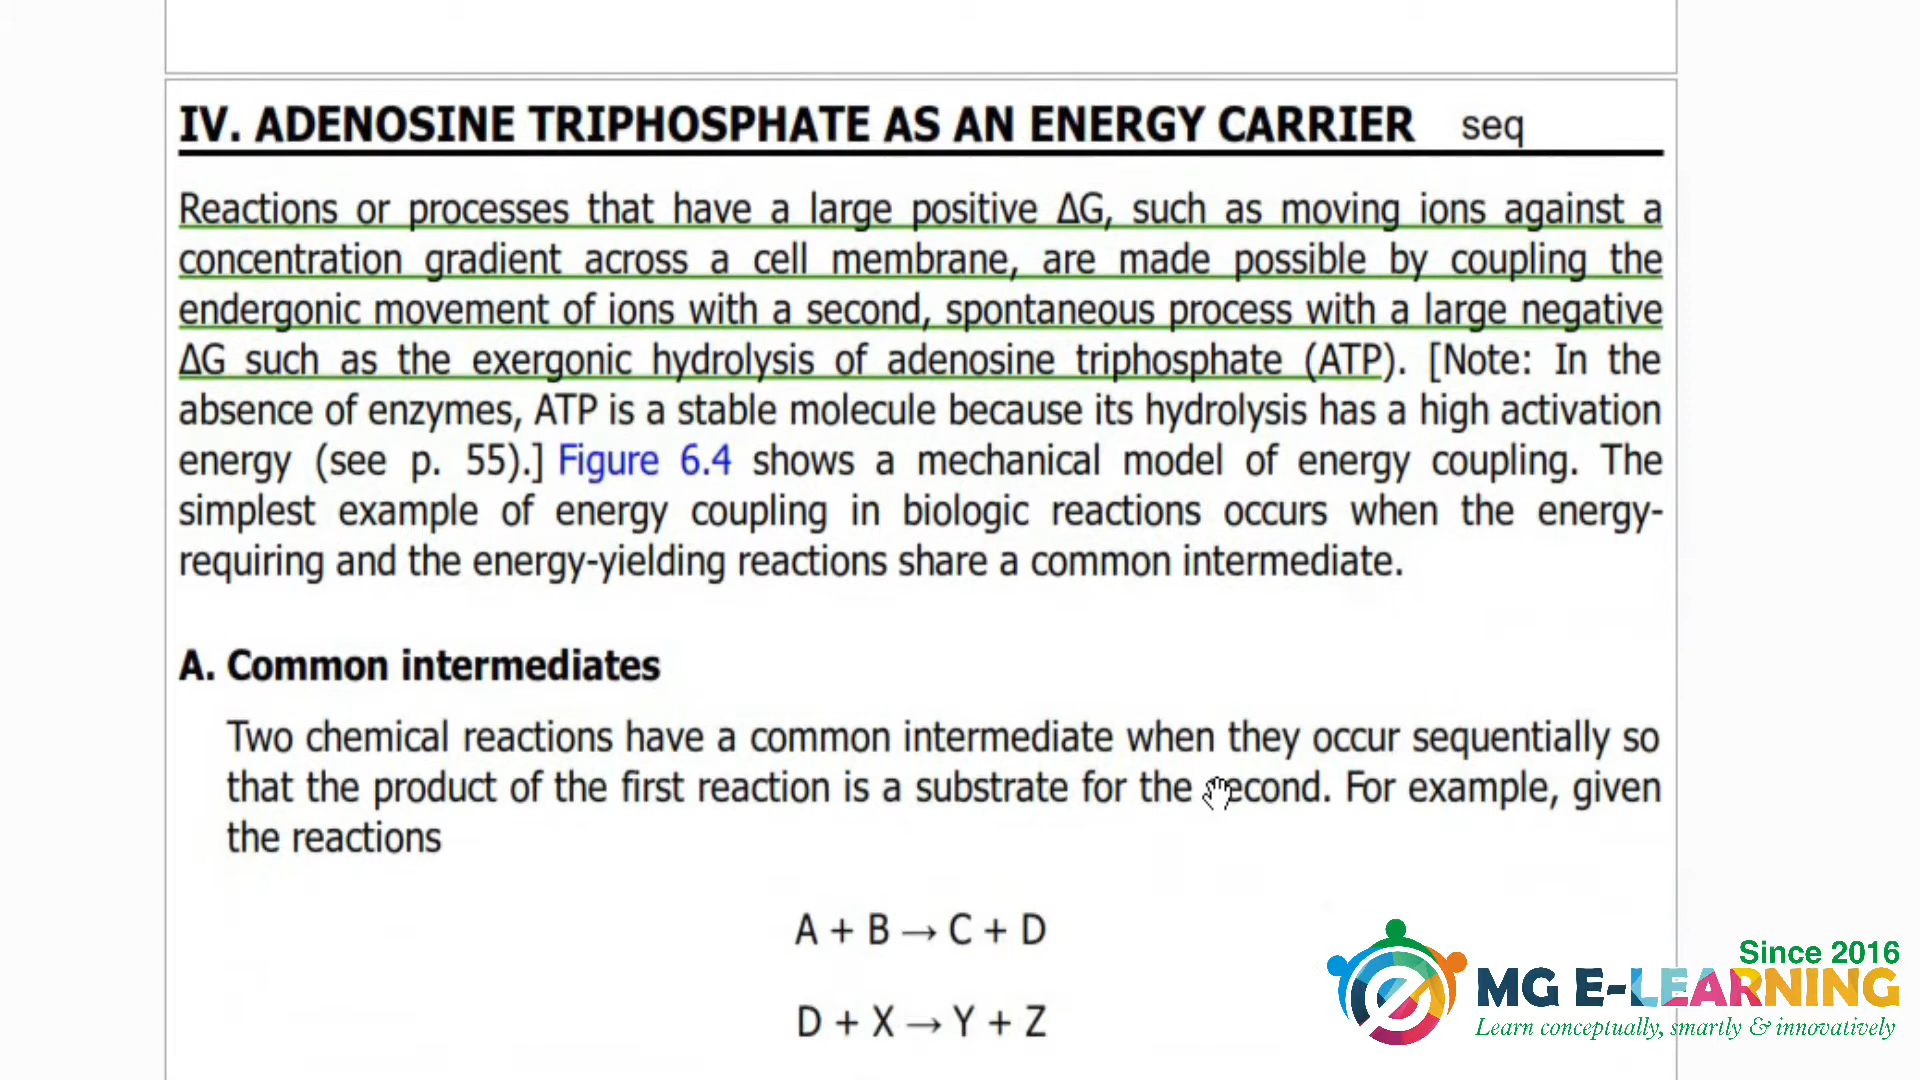 IV. ADENOSINE TRIPHOSPHATE AS AN ENERGY CARRIER seq
Reactions or processes that have a large positive ΔG, such as moving ions against a
concentration gradient across a cell membrane, are made possible by coupling the
endergonic movement of ions with a second, spontaneous process with a large negative
ΔG such as the exergonic hydrolysis of adenosine triphosphate (ATP). [Note: In the
absence of enzymes, ATP is a stable molecule because its hydrolysis has a high activation
energy (see p. 55).] Figure 6.4 shows a mechanical model of energy coupling. The
simplest example of energy coupling in biologic reactions occurs when the energy-
requiring and the energy-yielding reactions share a common intermediate.
A. Common intermediates
Two chemical reactions have a common intermediate when they occur sequentially so
that the product of the first reaction is a substrate for the second. For example, given
the reactions
A + B → C + D
D + X → Y + Z
Since 2016
MG E-LEARNING
Learn conceptually, smartly & innovatively